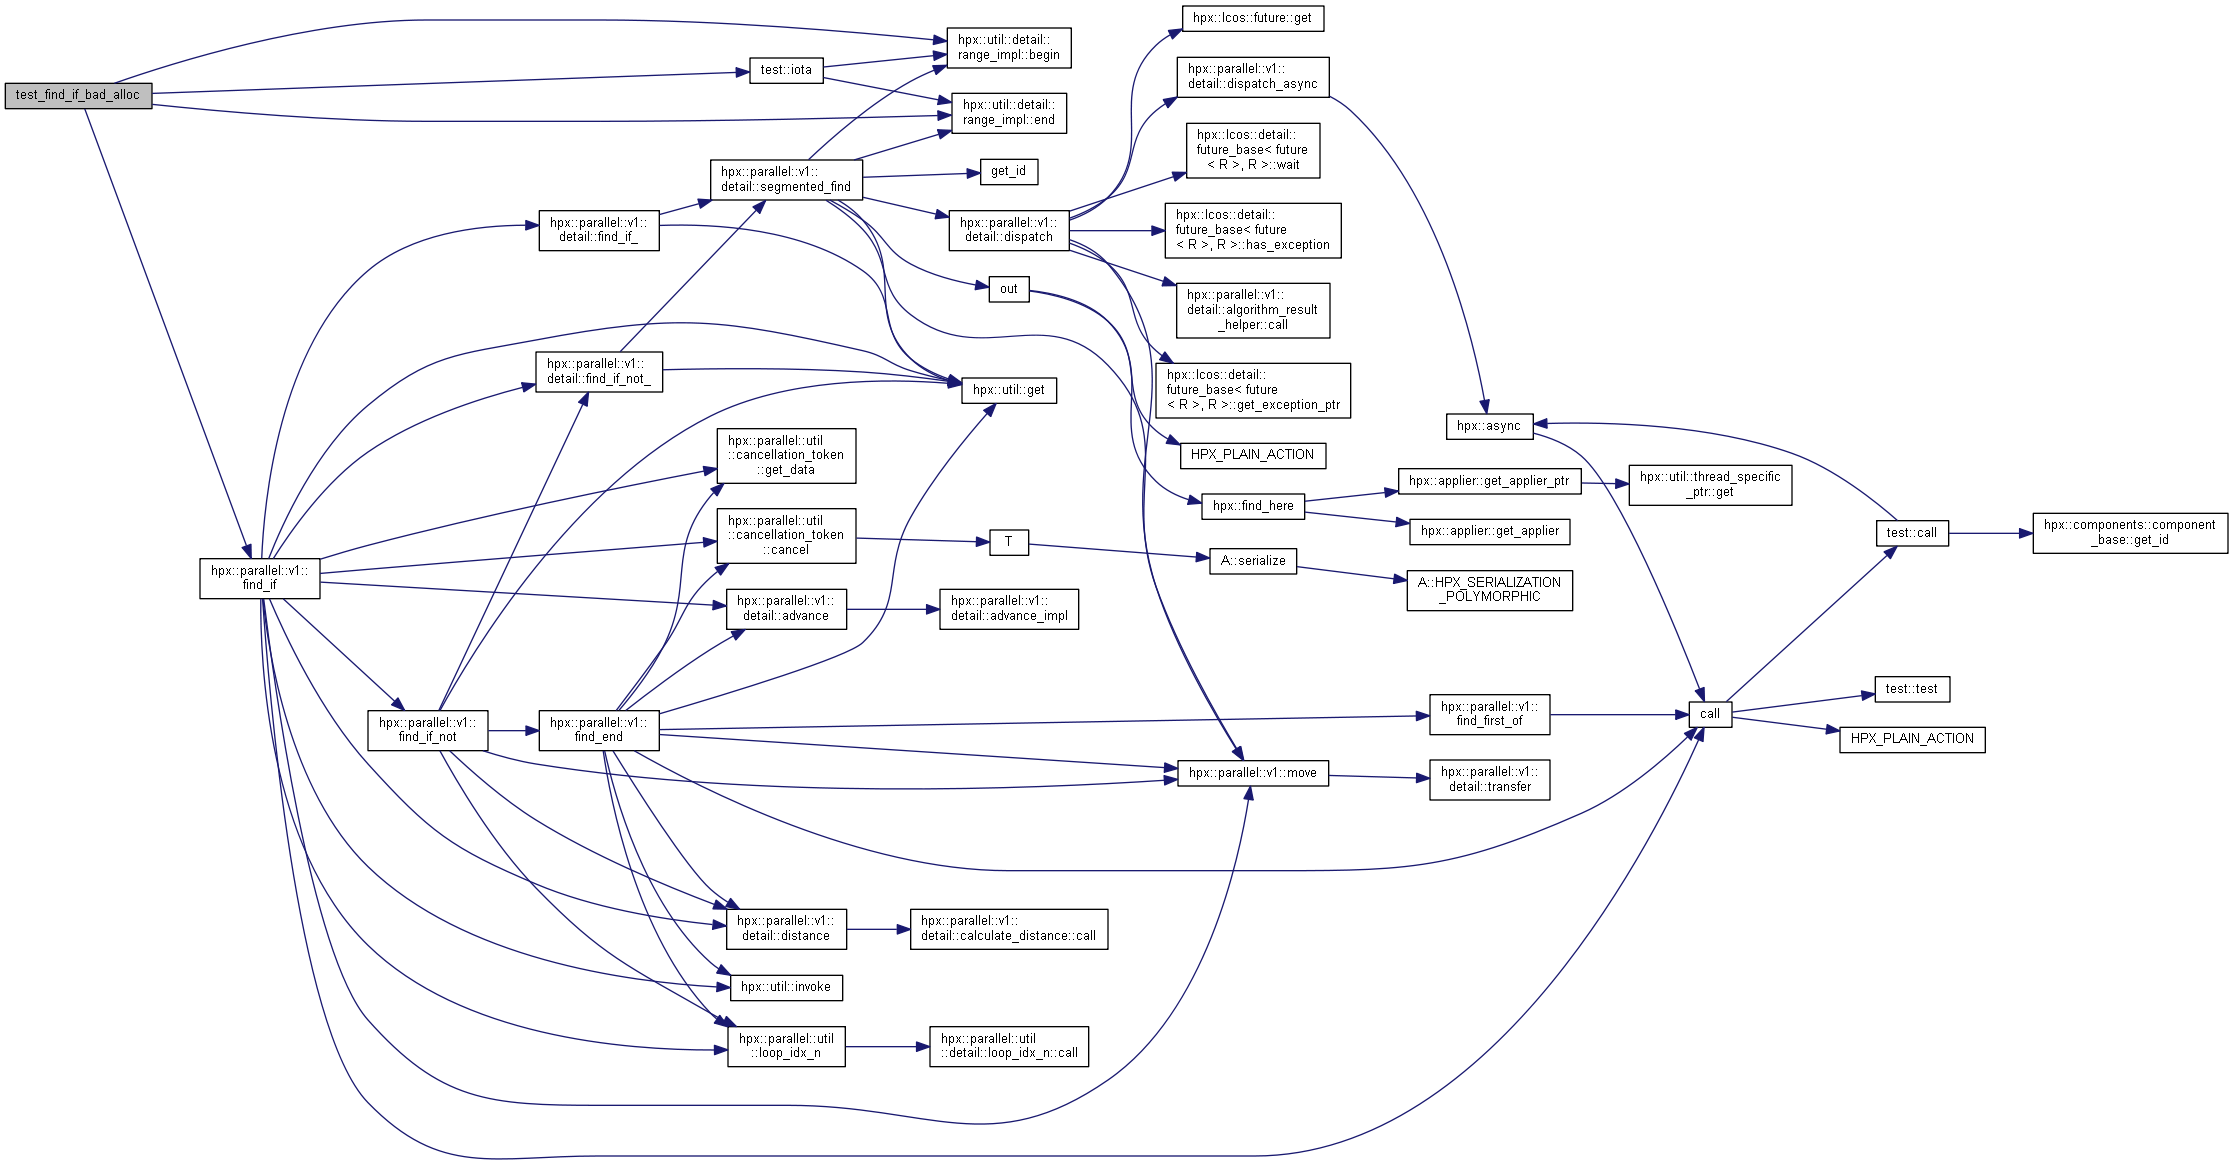 test_find_if_bad_alloc
hpx::parallel::v1::
find_if
hpx::parallel::v1::
find_if_not
hpx::parallel::v1::
detail::find_if_
hpx::parallel::v1::
detail::find_if_not_
hpx::parallel::v1::
find_end
test::iota
hpx::parallel::v1::
detail::segmented_find
hpx::parallel::util
::cancellation_token
::get_data
hpx::parallel::util
::cancellation_token
::cancel
hpx::parallel::v1::
detail::advance
hpx::parallel::v1::
detail::distance
hpx::util::invoke
hpx::parallel::util
::loop_idx_n
hpx::util::detail::
range_impl::begin
hpx::util::detail::
range_impl::end
get_id
hpx::parallel::v1::
detail::dispatch
out
hpx::util::get
T
hpx::parallel::v1::
detail::advance_impl
hpx::parallel::v1::
detail::calculate_distance::call
hpx::parallel::util
::detail::loop_idx_n::call
hpx::lcos::future::get
hpx::parallel::v1::
detail::dispatch_async
hpx::lcos::detail::
future_base< future
< R >, R >::wait
hpx::lcos::detail::
future_base< future
< R >, R >::has_exception
hpx::parallel::v1::
detail::algorithm_result
_helper::call
hpx::lcos::detail::
future_base< future
< R >, R >::get_exception_ptr
HPX_PLAIN_ACTION
hpx::find_here
A::serialize
hpx::parallel::v1::move
hpx::async
hpx::applier::get_applier_ptr
hpx::applier::get_applier
A::HPX_SERIALIZATION
_POLYMORPHIC
hpx::parallel::v1::
find_first_of
hpx::parallel::v1::
detail::transfer
hpx::util::thread_specific
_ptr::get
call
test::call
test::test
HPX_PLAIN_ACTION
hpx::components::component
_base::get_id